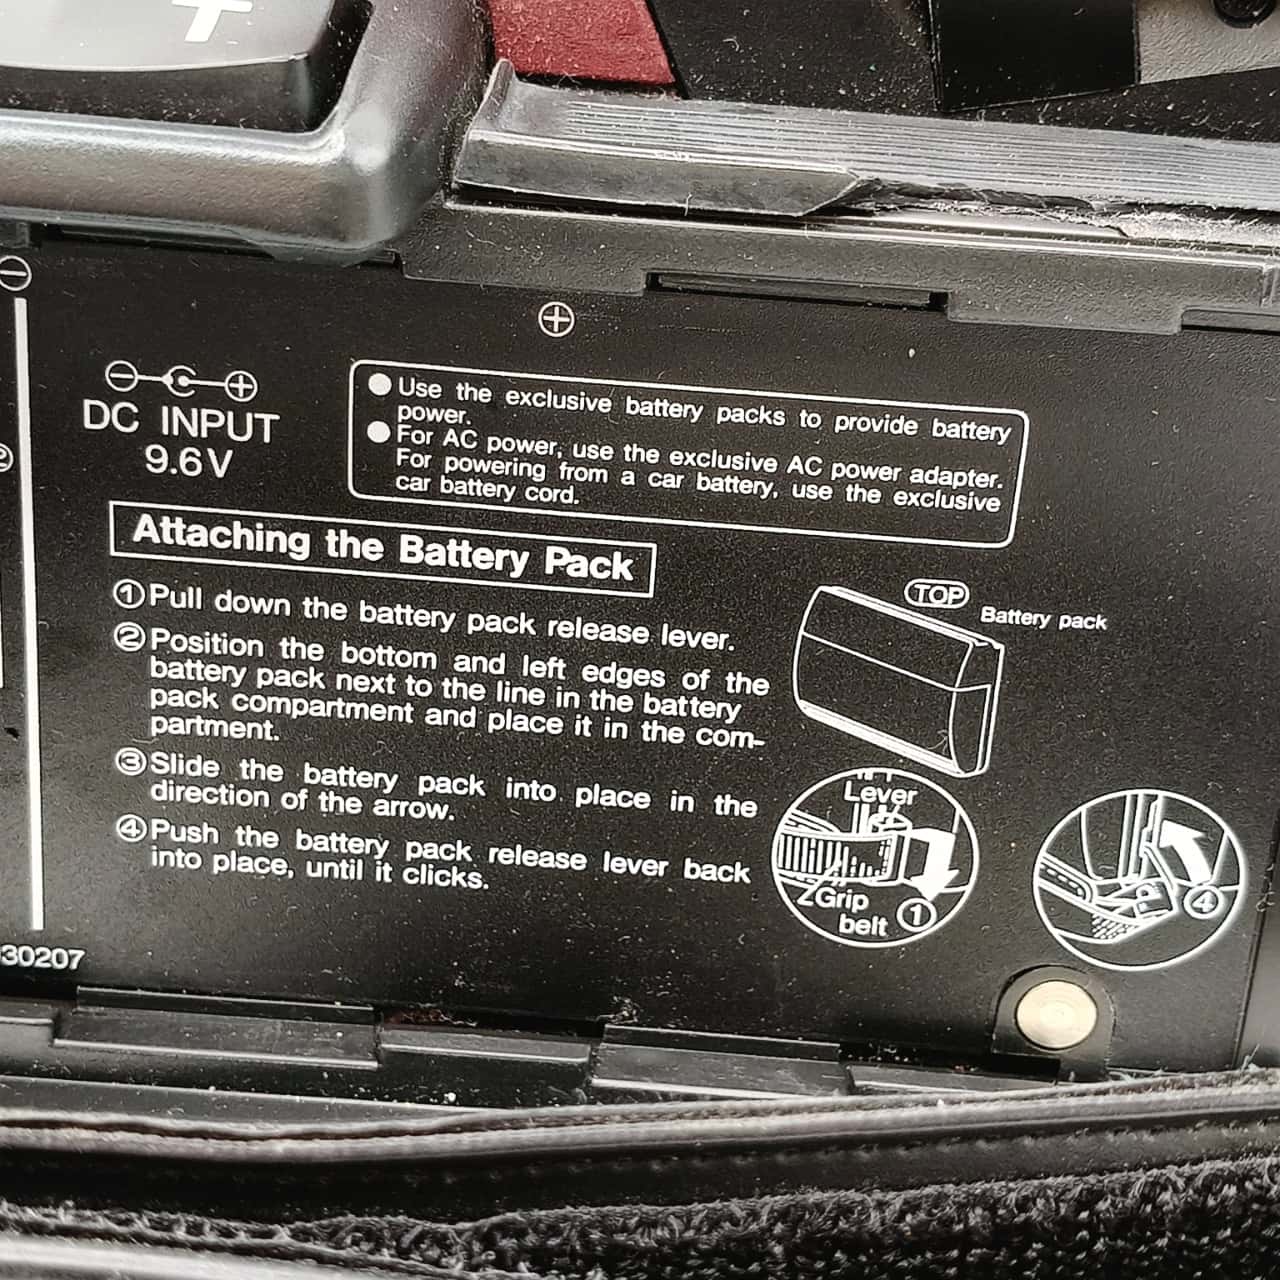 DC INPUT
9.6V
Use the exclusive battery packs to provide battery
power.
For AC power, use the exclusive AC power adapter.
For powering from a car battery, use the exclusive
car battery cord.
Attaching the Battery Pack
①Pull down the battery pack release lever.
②Position the bottom and left edges of the
battery pack next to the line in the battery
pack compartment and place it in the com-
partment.
③Slide the battery pack into place in the
direction of the arrow.
④Push the battery pack release lever back
into place, until it clicks.
TOP
Battery pack
Lever
Grip
belt
①
④
30207